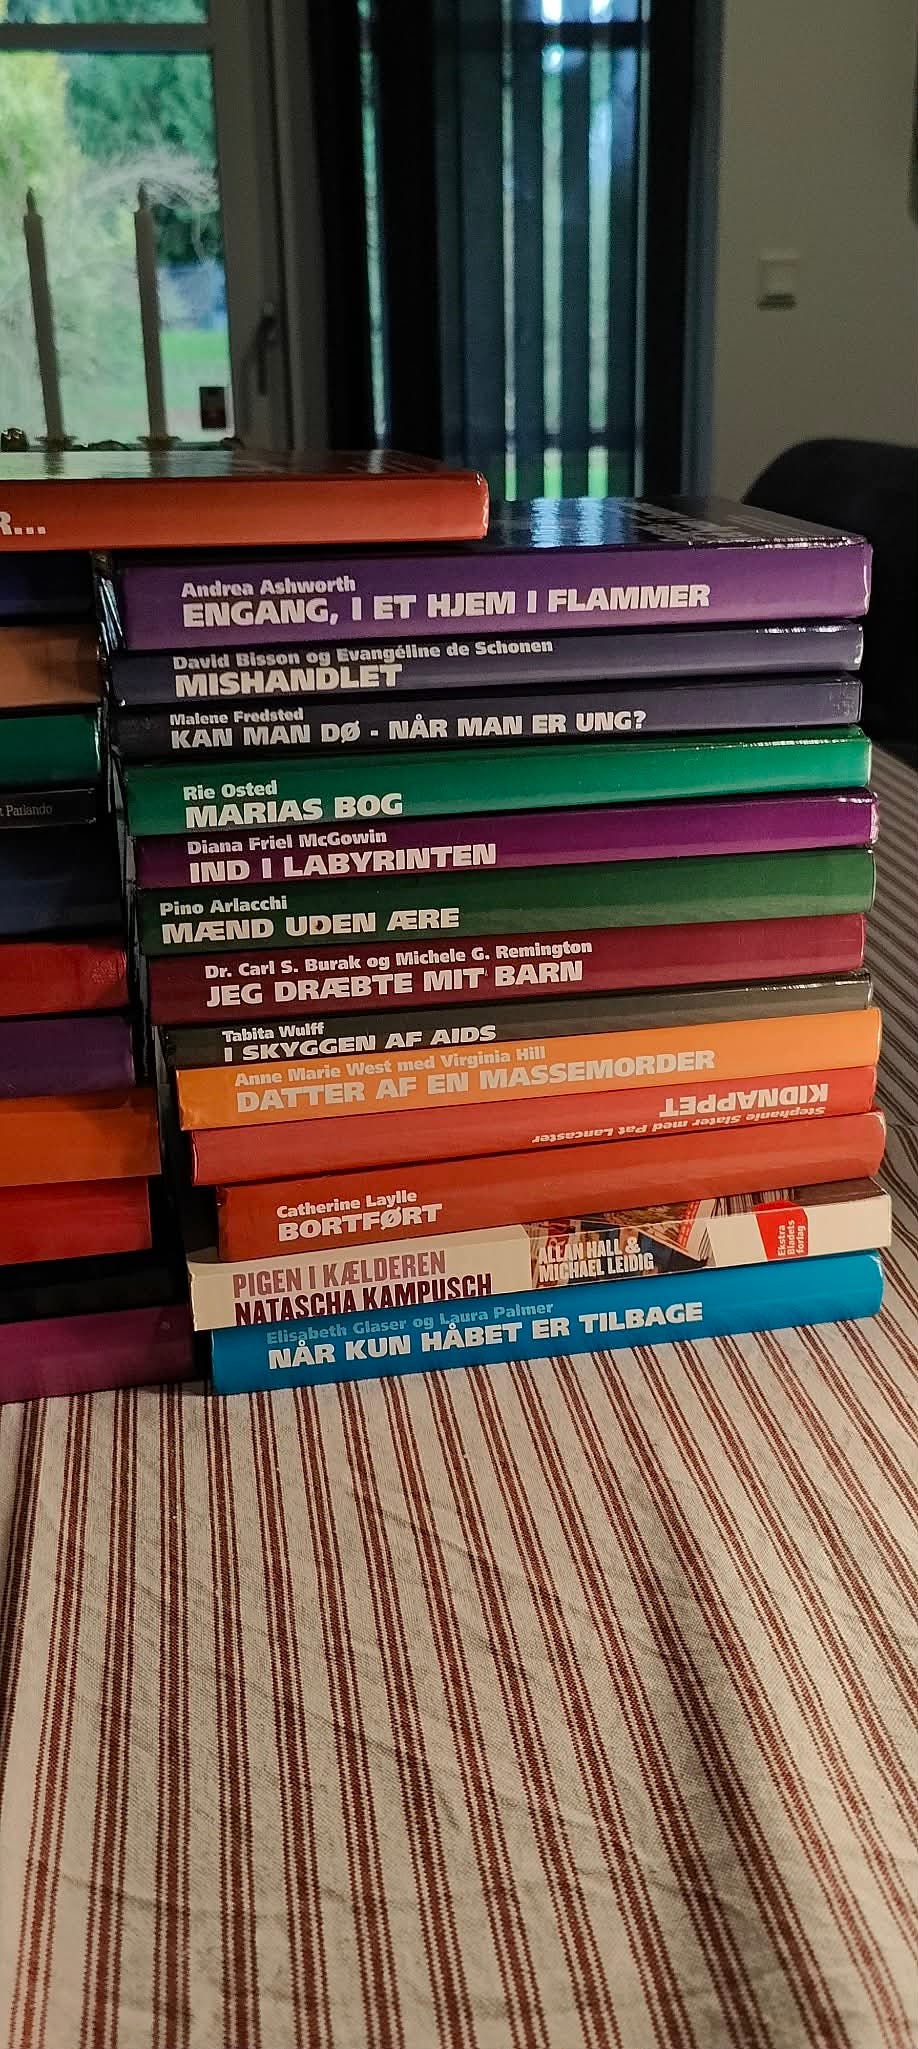 R...
Andrea Ashworth
ENGANG, I ET HJEM I FLAMMER
David Bisson og Evangéline de Schonen
MISHANDLET
Malene Fredsted
KAN MAN DØ - NÅR MAN ER UNG?
Rie Osted
MARIAS BOG
t Parlando
Diana Friel McGowin
IND I LABYRINTEN
Pino Arlacchi
MÆND UDEN ÆRE
Dr. Carl S. Burak og Michele G. Remington
JEG DRÆBTE MIT BARN
Tabita Wulff
I SKYGGEN AF AIDS
Anne Marie West med Virginia Hill
DATTER AF EN MASSEMORDER
Stephanie Slater med Pat Lancaster
KIDNAPPET
Catherine Laylle
BORTFØRT
PIGEN I KÆLDEREN
NATASCHA KAMPUSCH
ALLAN HALL &
MICHAEL LEIDIG
Ekstra
Bladets
forlag
Elisabeth Glaser og Laura Palmer
NÅR KUN HÅBET ER TILBAGE